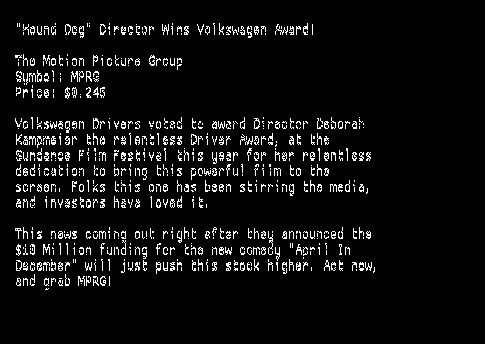 "Hound Dog" Director Wins Volkswagen Award!
The Motion Picture Group
Symbol: MPRG
Price: $0.245
Volkswagen Drivers voted to award Director Deborah
Kampmeier the relentless Driver Award, at the
Sundance Film Festival this year for her relentless
dedication to bring this powerful film to the
screen. Folks this one has been stirring the media,
and investors have loved it.
This news coming out right after they announced the
$10 Million funding for the new comedy "April In
December" will just push this stock higher. Act now,
and grab MPRG!